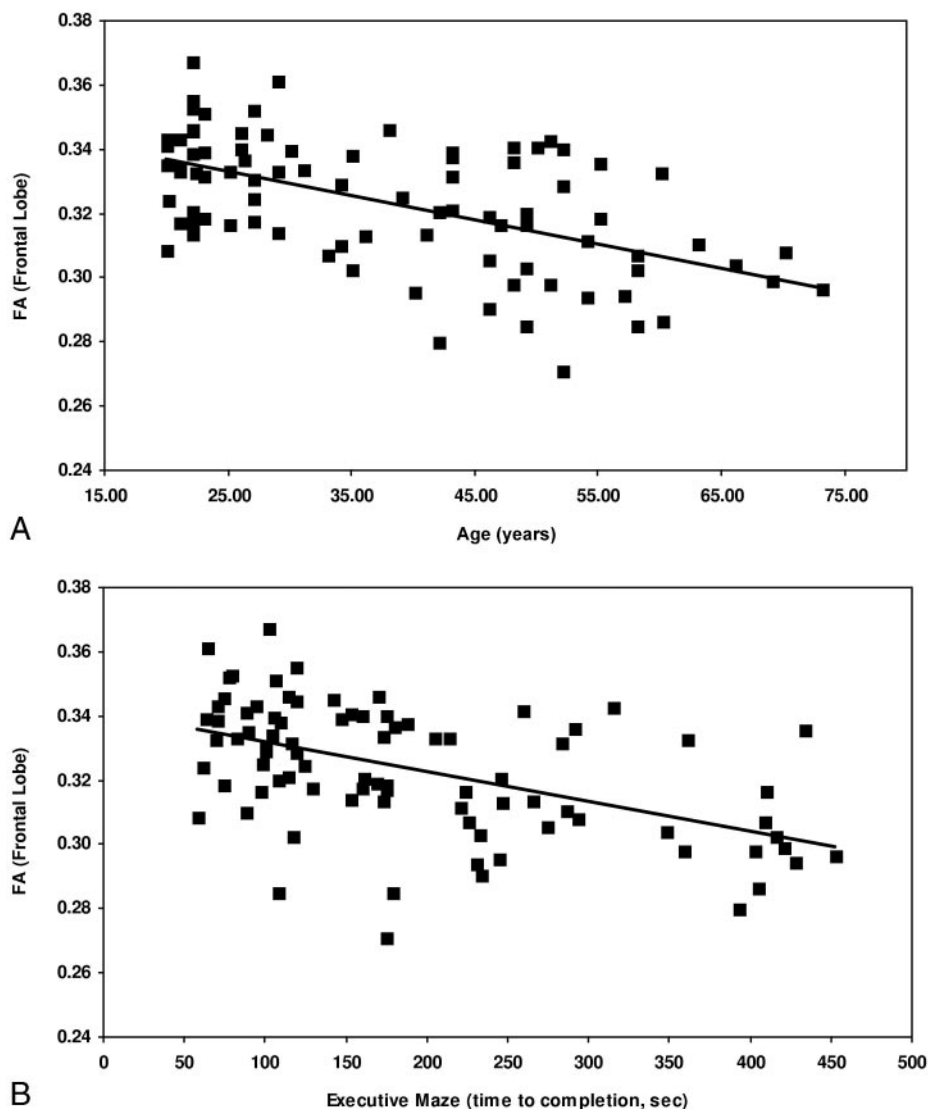 0.38
0.36
0.34
0.32
0.30
0.28
0.26
0.24
FA (Frontal Lobe)
15.00 25.00 35.00 45.00 55.00 65.00 75.00
Age (years)
A
0.38
0.36
0.34
0.32
0.30
0.28
0.26
0.24
FA (Frontal Lobe)
0 50 100 150 200 250 300 350 400 450 500
Executive Maze (time to completion, sec)
B